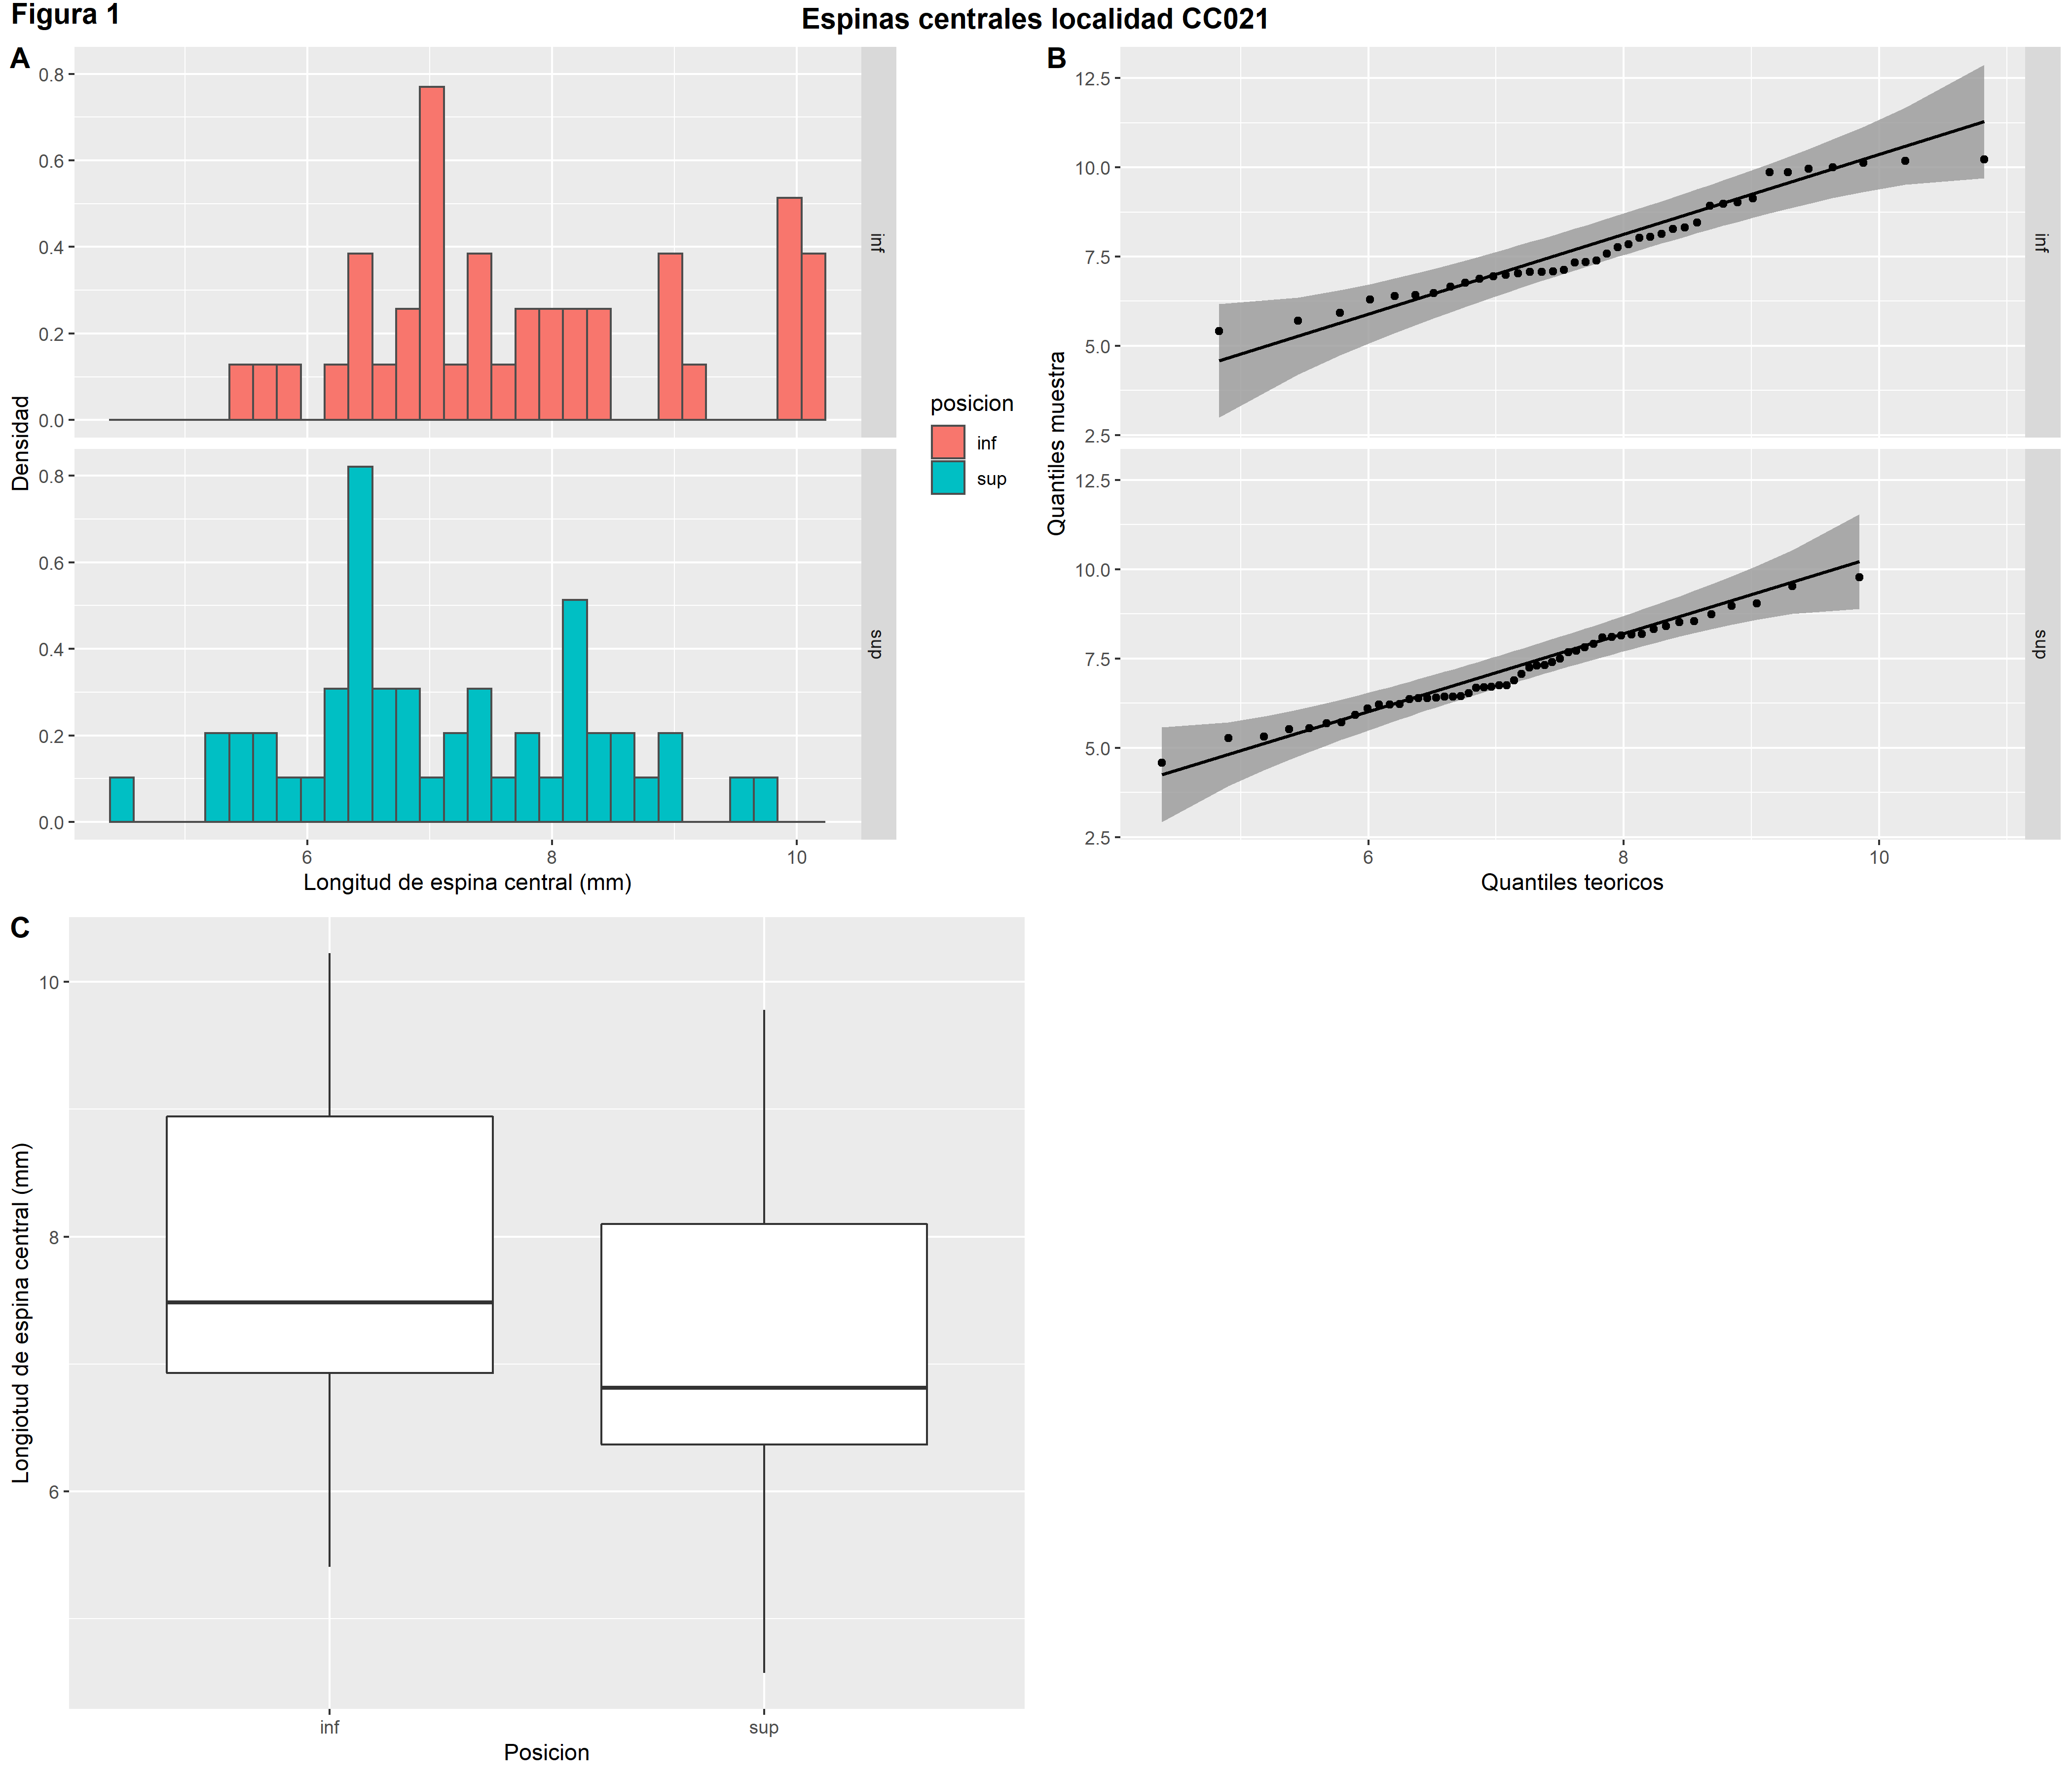 Figura 1
Espinas centrales localidad CC021
A
0.8
0.6
0.4
0.2
0.0
inf
0.8
0.6
0.4
0.2
0.0
sup
Densidad
6 8 10
Longitud de espina central (mm)
posicion
inf
sup
B
12.5
10.0
7.5
5.0
2.5
inf
12.5
10.0
7.5
5.0
2.5
sup
Quantiles muestra
6 8 10
Quantiles teoricos
C
10
8
6
Longiotud de espina central (mm)
inf sup
Posicion